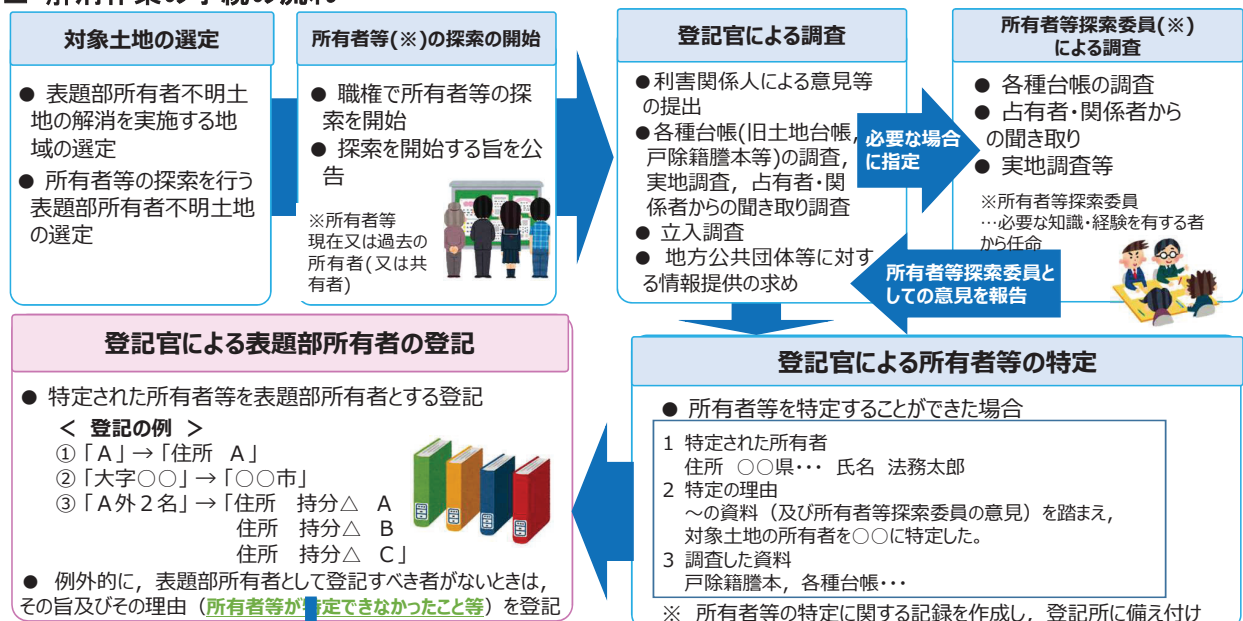 対象土地の選定
● 表題部所有者不明土
地の解消を実施する地
域の選定
● 所有者等の探索を行う
表題部所有者不明土地
の選定
所有者等(※)の探索の開始
● 職権で所有者等の探
索を開始
● 探索を開始する旨を公
告
※所有者等
現在又は過去の
所有者(又は共
有者)
登記官による調査
●利害関係人による意見等
の提出
●各種台帳(旧土地台帳,
戸除籍謄本等)の調査,
実地調査，占有者・関
係者からの聞き取り調査
● 立入調査
● 地方公共団体等に対す
る情報提供の求め
必要な場合
に指定
所有者等探索委員(※)
による調査
● 各種台帳の調査
● 占有者・関係者から
の聞き取り
● 実地調査等
※所有者等探索委員
…必要な知識・経験を有する者
から任命
所有者等探索委員と
しての意見を報告
登記官による所有者等の特定
● 所有者等を特定することができた場合
1 特定された所有者
住所 ○○県・・・ 氏名 法務太郎
2 特定の理由
～の資料（及び所有者等探索委員の意見）を踏まえ，
対象土地の所有者を○○に特定した。
3 調査した資料
戸除籍謄本，各種台帳・・・
※ 所有者等の特定に関する記録を作成し，登記所に備え付け
登記官による表題部所有者の登記
● 特定された所有者等を表題部所有者とする登記
＜ 登記の例 ＞
①「A」→「住所 A」
②「大字○○」→「○○市」
③「A外２名」→「住所 持分△ A
住所 持分△ B
住所 持分△ C」
● 例外的に，表題部所有者として登記すべき者がないときは，
その旨及びその理由（所有者等が特定できなかったこと等）を登記